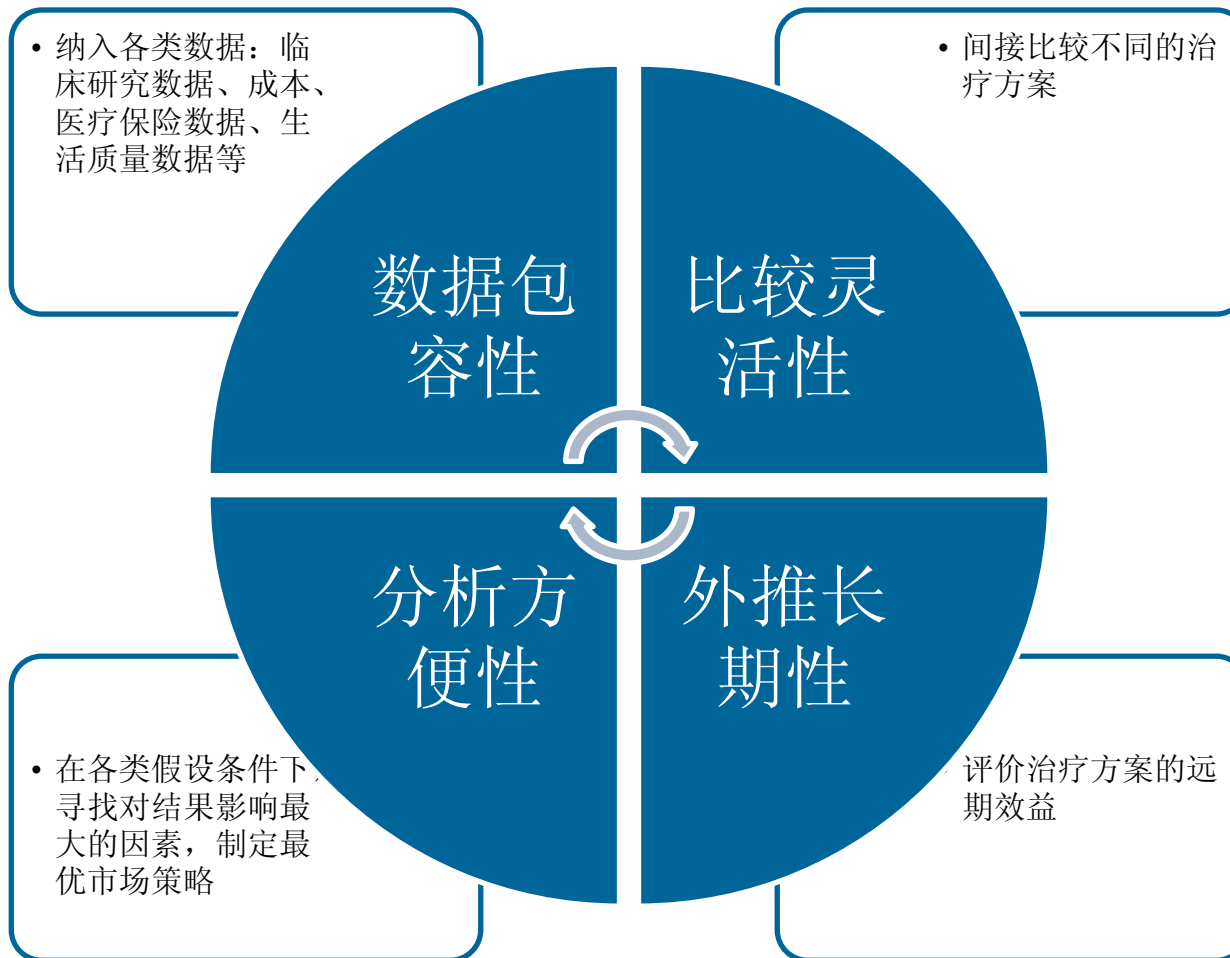 • 纳入各类数据：临
床研究数据、成本、
医疗保险数据、生
活质量数据等
• 间接比较不同的治
疗方案
数据包
容性
比较灵
活性
分析方
便性
外推长
期性
• 在各类假设条件下，
寻找对结果影响最
大的因素，制定最
优市场策略
• 评价治疗方案的远
期效益